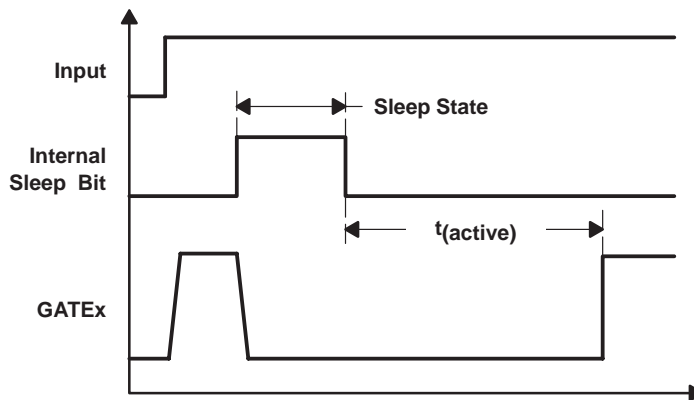 Input
Sleep State
Internal
Sleep Bit
t(active)
GATEx